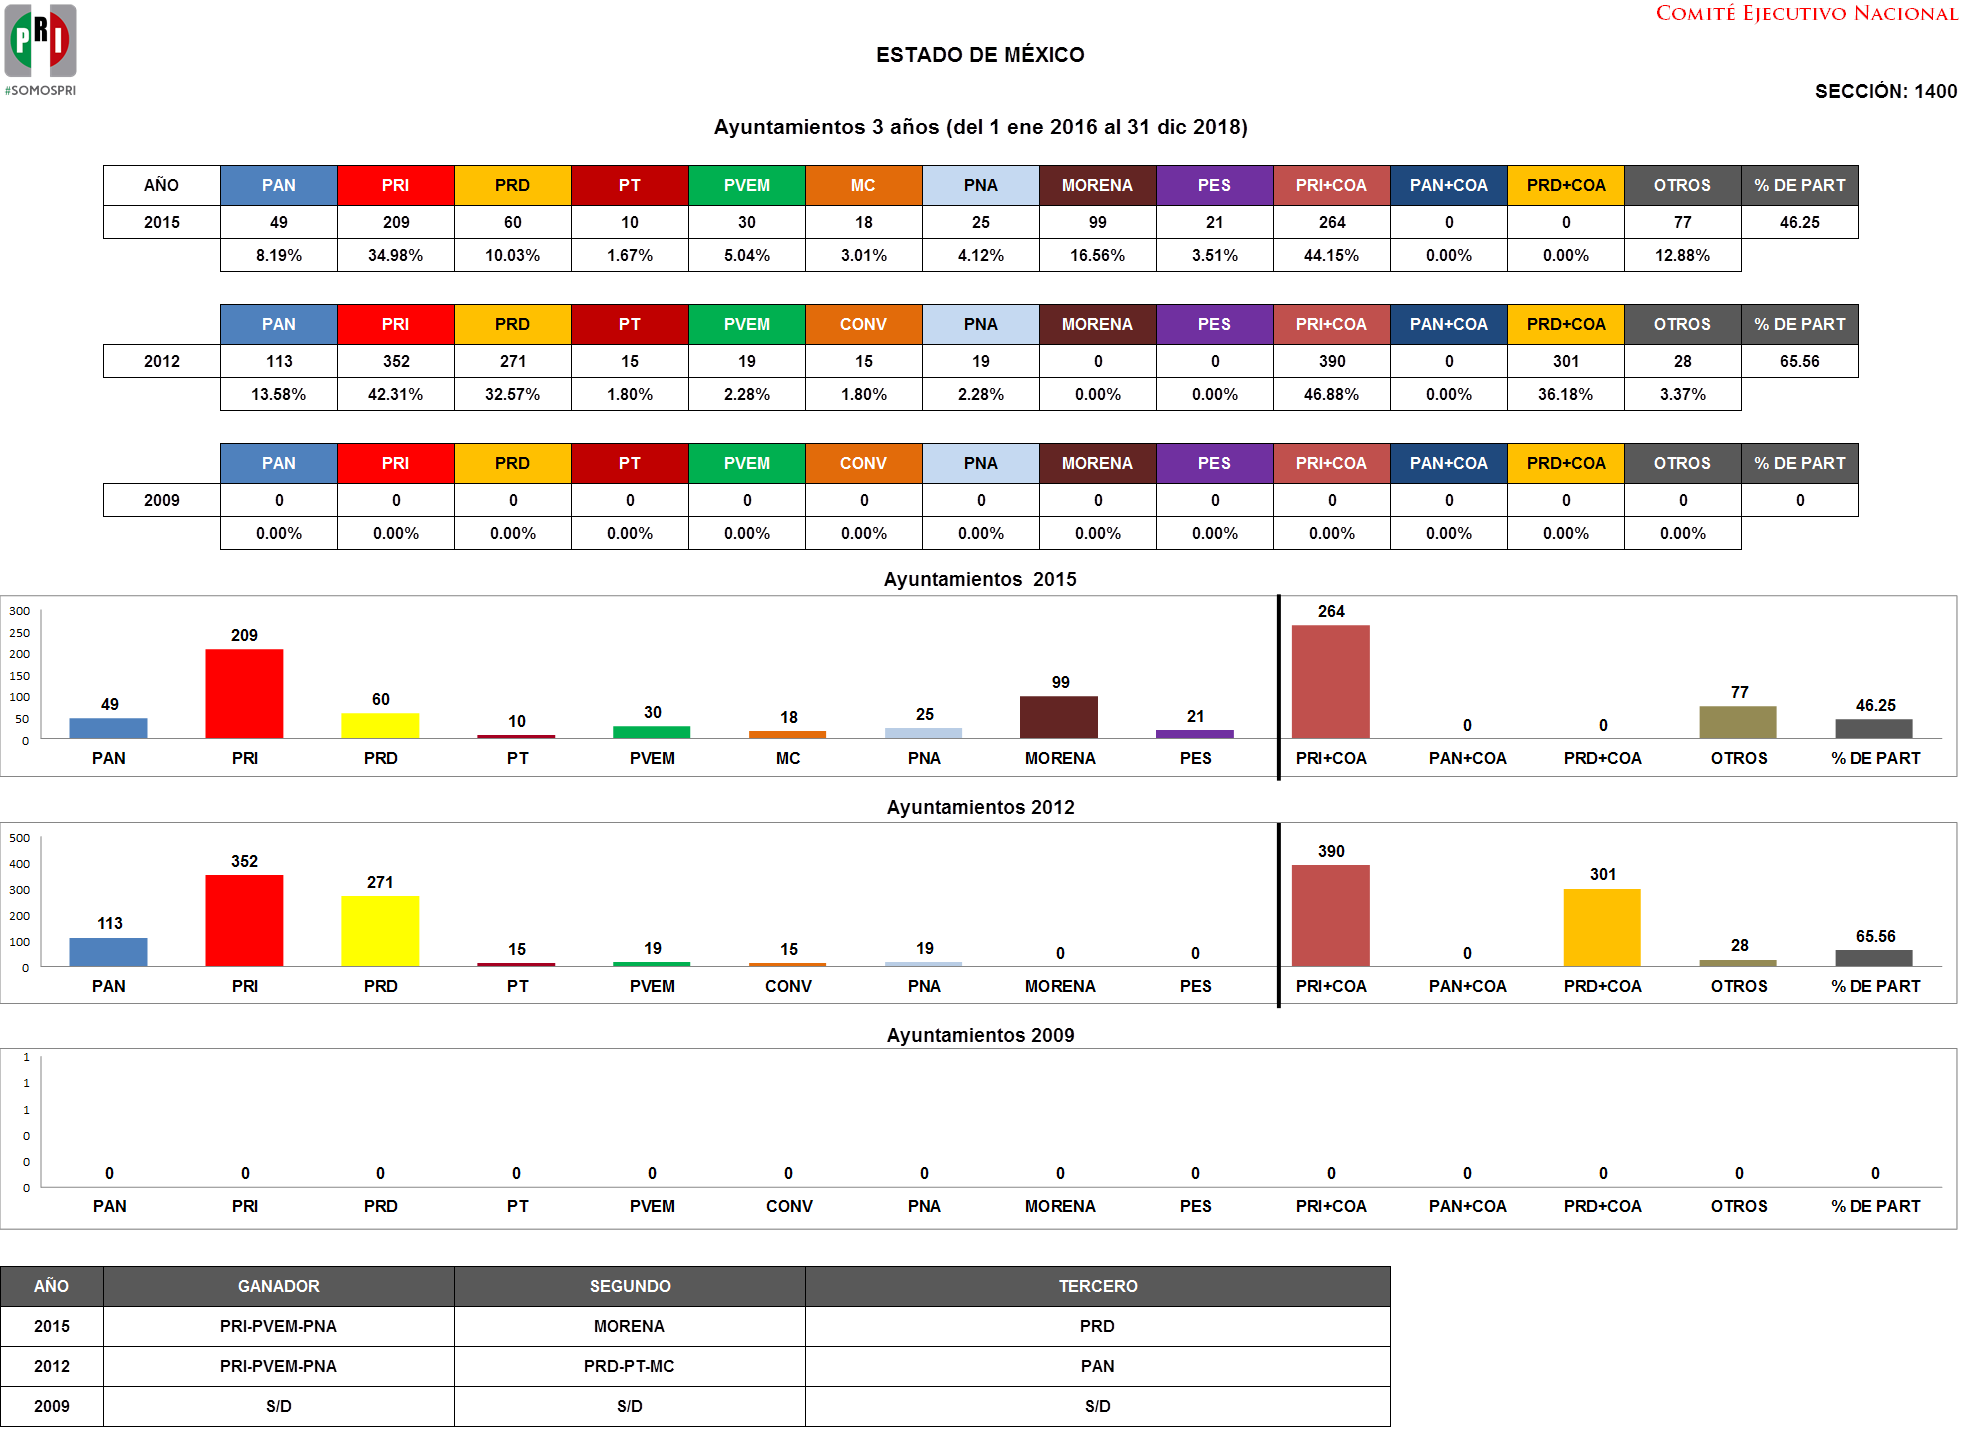 PRI
#SOMOSPRI
COMITÉ EJECUTIVO NACIONAL
ESTADO DE MÉXICO
SECCIÓN: 1400
Ayuntamientos 3 años (del 1 ene 2016 al 31 dic 2018)
AÑO PAN PRI PRD PT PVEM MC PNA MORENA PES PRI+COA PAN+COA PRD+COA OTROS % DE PART
2015 49 209 60 10 30 18 25 99 21 264 0 0 77 46.25
8.19% 34.98% 10.03% 1.67% 5.04% 3.01% 4.12% 16.56% 3.51% 44.15% 0.00% 0.00% 12.88%
PAN PRI PRD PT PVEM CONV PNA MORENA PES PRI+COA PAN+COA PRD+COA OTROS % DE PART
2012 113 352 271 15 19 15 19 0 0 390 0 301 28 65.56
13.58% 42.31% 32.57% 1.80% 2.28% 1.80% 2.28% 0.00% 0.00% 46.88% 0.00% 36.18% 3.37%
PAN PRI PRD PT PVEM CONV PNA MORENA PES PRI+COA PAN+COA PRD+COA OTROS % DE PART
2009 0 0 0 0 0 0 0 0 0 0 0 0 0 0
0.00% 0.00% 0.00% 0.00% 0.00% 0.00% 0.00% 0.00% 0.00% 0.00% 0.00% 0.00% 0.00%
Ayuntamientos 2015
300
250
200
150
100
50
0
49 209 60 10 30 18 25 99 21 264 0 0 77 46.25
PAN PRI PRD PT PVEM MC PNA MORENA PES PRI+COA PAN+COA PRD+COA OTROS % DE PART
Ayuntamientos 2012
500
400
300
200
100
0
113 352 271 15 19 15 19 0 0 390 0 301 28 65.56
PAN PRI PRD PT PVEM CONV PNA MORENA PES PRI+COA PAN+COA PRD+COA OTROS % DE PART
Ayuntamientos 2009
1
1
1
0
0
0
0 0 0 0 0 0 0 0 0 0 0 0 0 0
PAN PRI PRD PT PVEM CONV PNA MORENA PES PRI+COA PAN+COA PRD+COA OTROS % DE PART
AÑO GANADOR SEGUNDO TERCERO
2015 PRI-PVEM-PNA MORENA PRD
2012 PRI-PVEM-PNA PRD-PT-MC PAN
2009 S/D S/D S/D